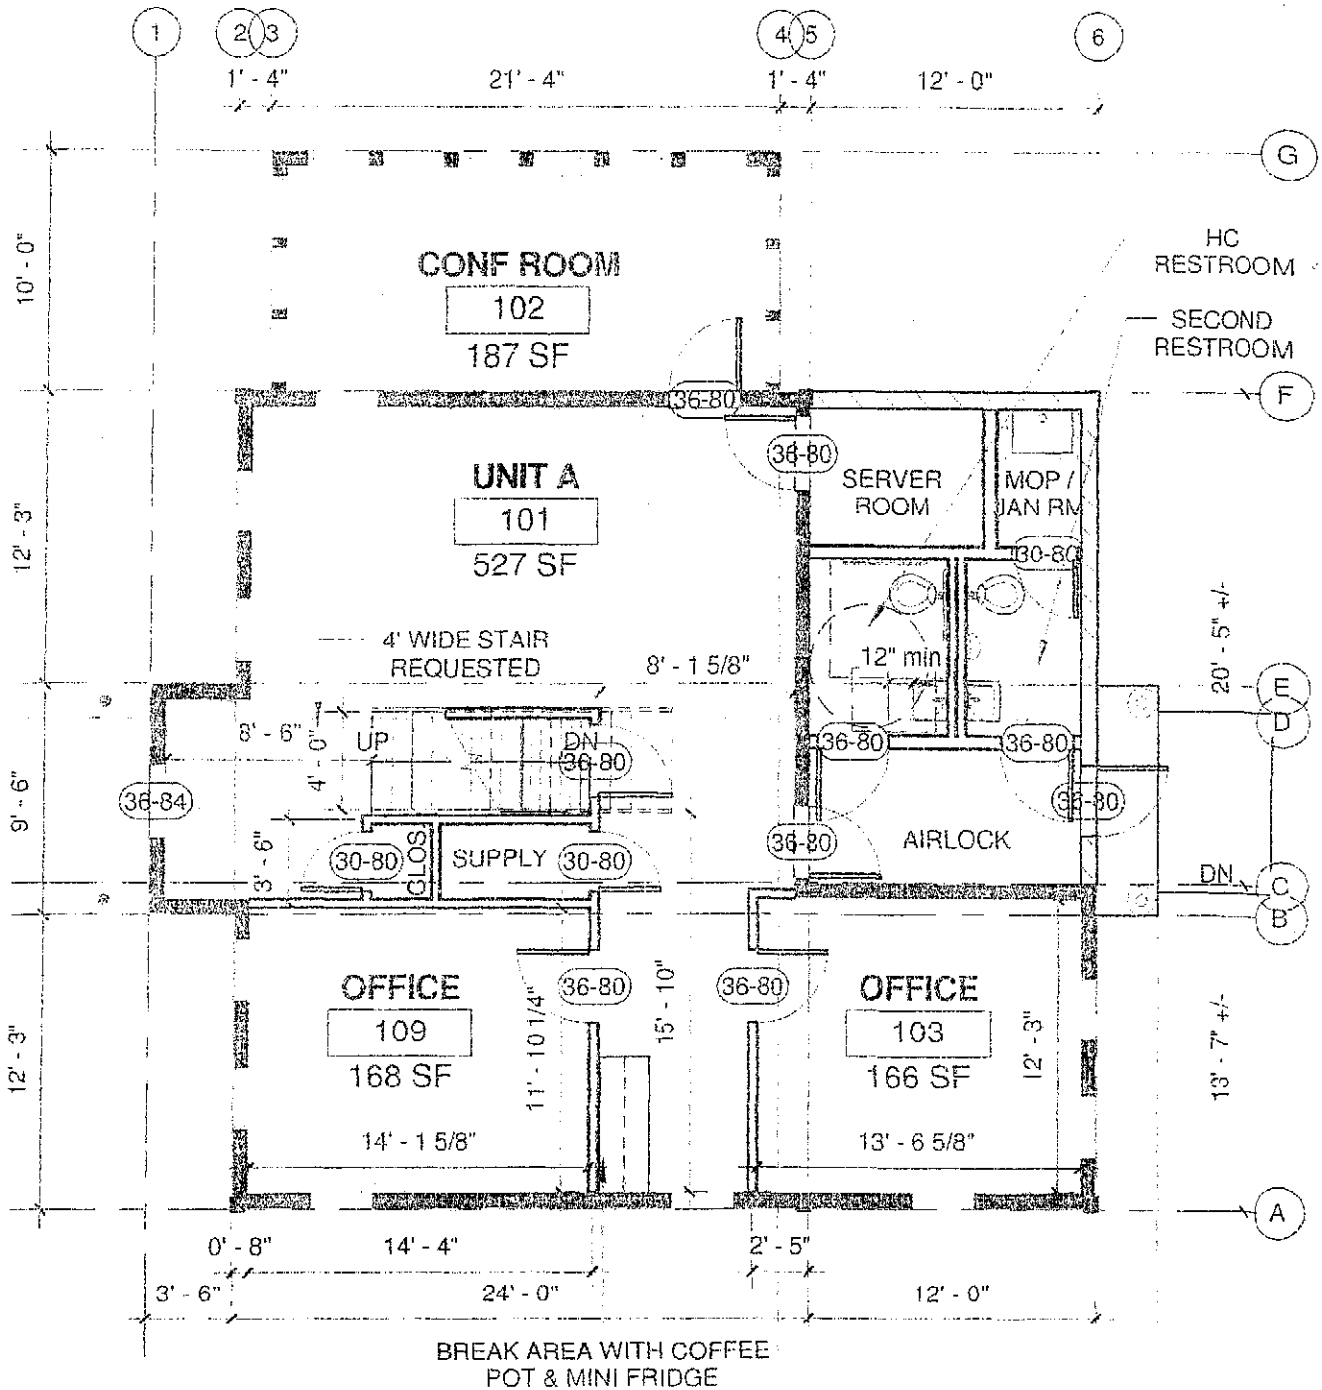 1
2
3
4
5
6
1' - 4"
21' - 4"
1' - 4"
12' - 0"
G
10' - 0"
CONF ROOM
102
187 SF
HC
RESTROOM
SECOND
RESTROOM
36-80
F
UNIT A
101
527 SF
36-80
SERVER
ROOM
MOP /
JAN RM
30-80
12' - 3"
4' WIDE STAIR
REQUESTED
8' - 1 5/8"
12" min
20' - 5" +/-
E
D
8' - 6"
UP
DN
4' - 0"
36-80
36-80
36-80
36-84
36-80
9' - 6"
3' - 6"
30-80
CLOS
SUPPLY
30-80
36-80
AIRLOCK
DN
C
B
OFFICE
109
168 SF
36-80
36-80
OFFICE
103
166 SF
11' - 10 1/4"
15' - 10"
12' - 3"
12' - 3"
13' - 7" +/-
14' - 1 5/8"
13' - 6 5/8"
A
0' - 8"
14' - 4"
2' - 5"
3' - 6"
24' - 0"
12' - 0"
BREAK AREA WITH COFFEE
POT & MINI FRIDGE